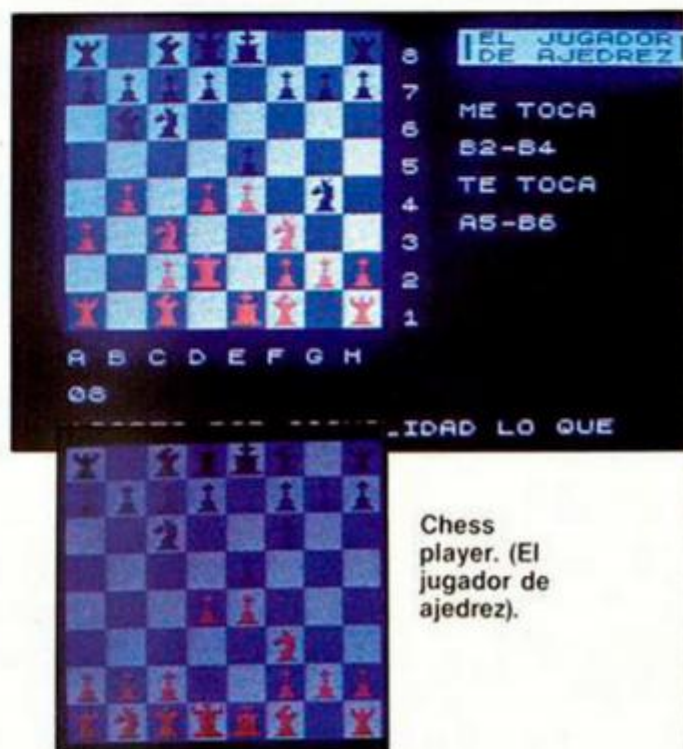 EL JUGADOR
DE AJEDREZ
8
7
6
5
4
3
2
1
ME TOCA
B2-B4
TE TOCA
A5-B6
A B C D E F G H
08
LIDAD LO QUE
Chess
player. (El
jugador de
ajedrez).